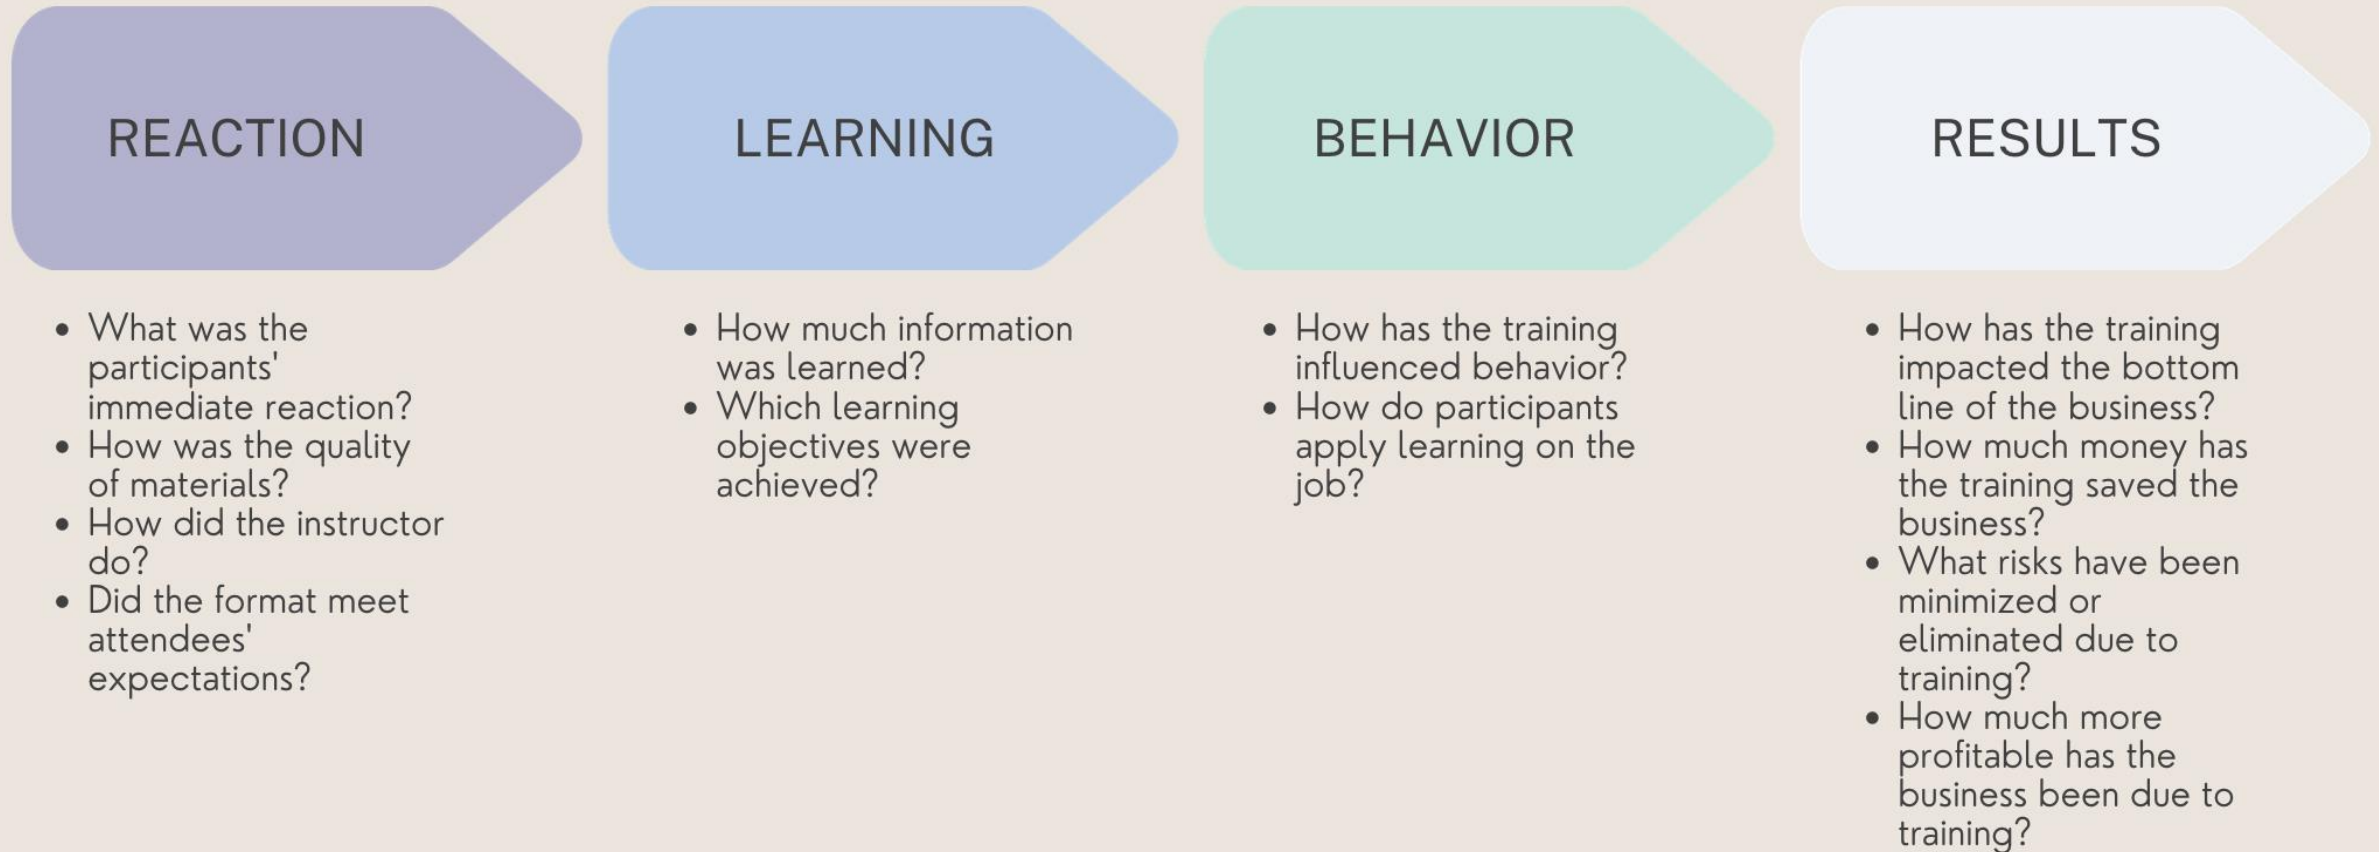 REACTION
• What was the
participants'
immediate reaction?
• How was the quality
of materials?
• How did the instructor
do?
• Did the format meet
attendees'
expectations?
LEARNING
• How much information
was learned?
• Which learning
objectives were
achieved?
BEHAVIOR
• How has the training
influenced behavior?
• How do participants
apply learning on the
job?
RESULTS
• How has the training
impacted the bottom
line of the business?
• How much money has
the training saved the
business?
• What risks have been
minimized or
eliminated due to
training?
• How much more
profitable has the
business been due to
training?